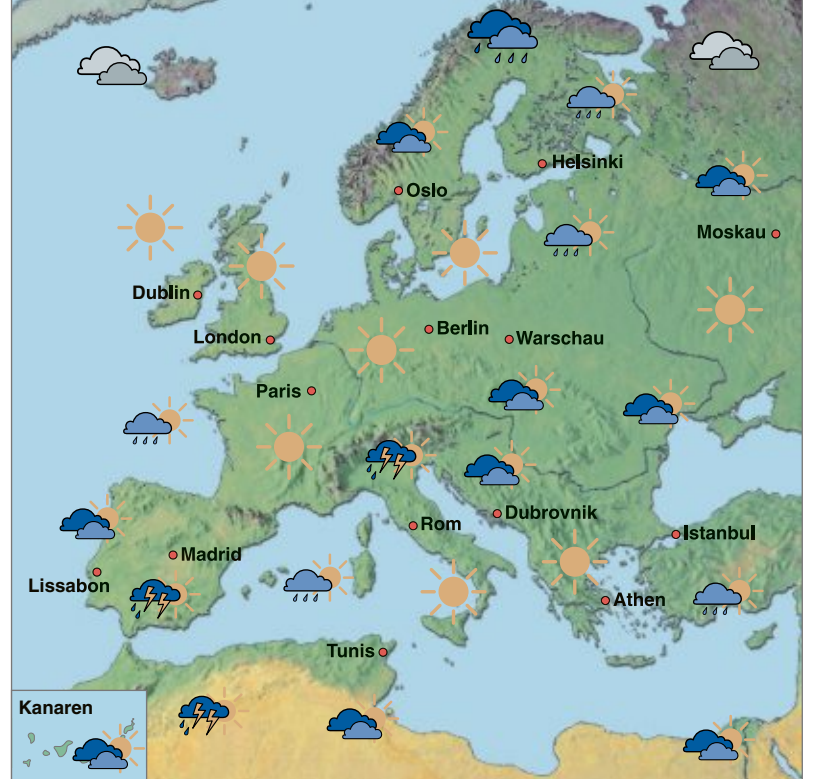 Helsinki
Oslo
Moskau
Dublin
Berlin
London
Warschau
Paris
Dubrovnik
Rom
Istanbul
Madrid
Lissabon
Athen
Tunis
Kanaren